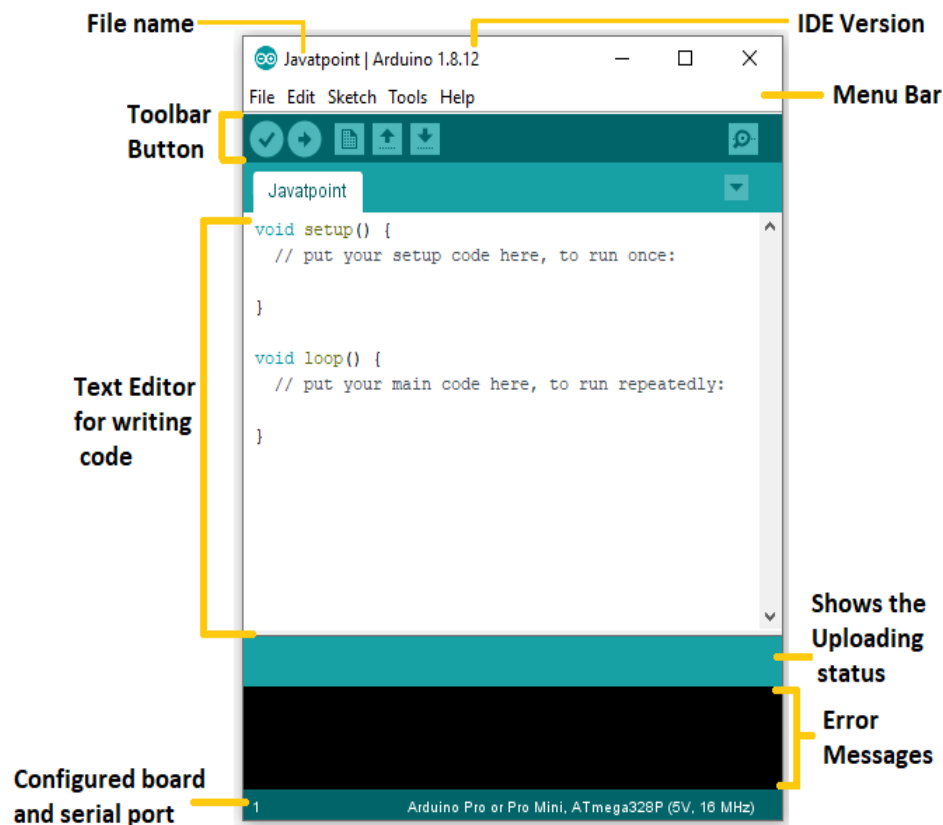 File name
IDE Version
Javatpoint | Arduino 1.8.12
File Edit Sketch Tools Help
Menu Bar
Toolbar
Button
Javatpoint
void setup() {
// put your setup code here, to run once:
}
void loop() {
// put your main code here, to run repeatedly:
}
Text Editor
for writing
code
Shows the
Uploading
status
Error
Messages
Configured board
and serial port
1
Arduino Pro or Pro Mini, ATmega328P (5V, 16 MHz)